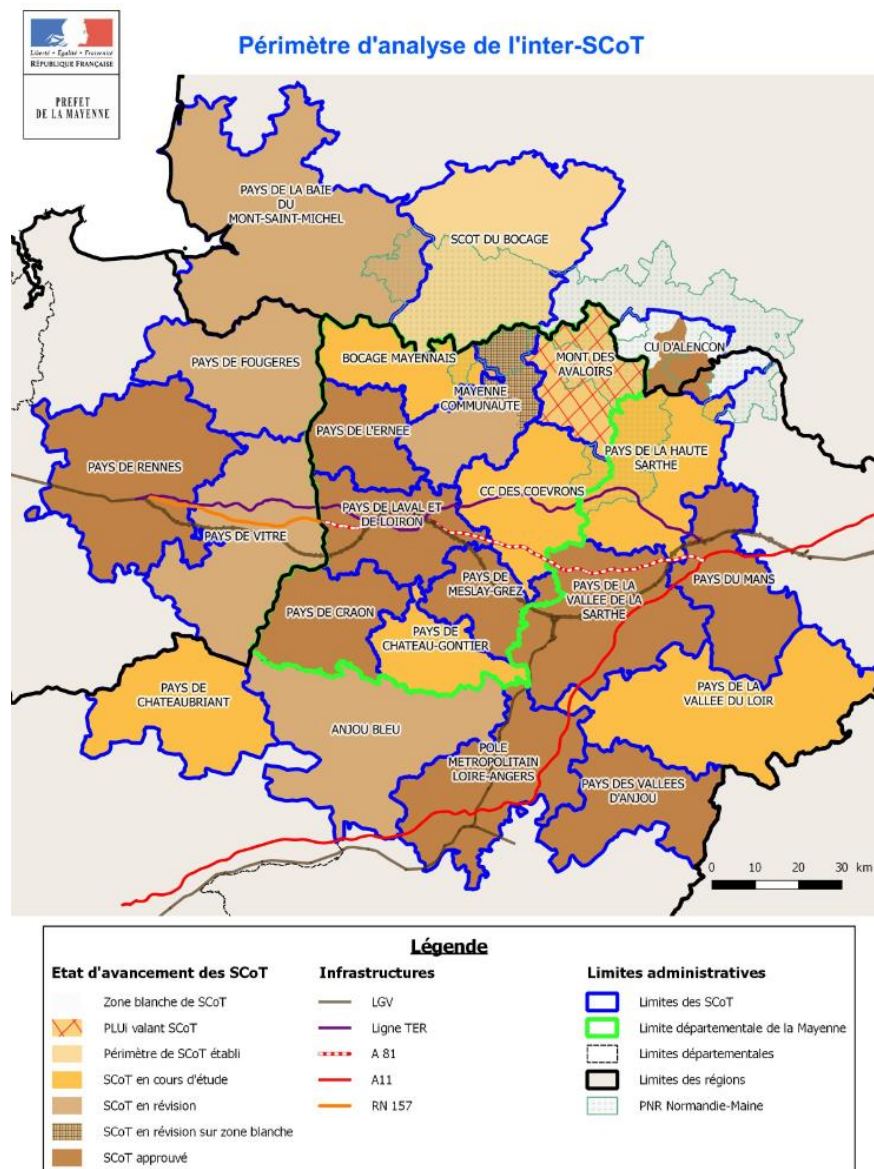 Périmètre d'analyse de l'inter-SCoT
Liberté • Égalité • Fraternité
RÉPUBLIQUE FRANÇAISE
PREFET
DE LA MAYENNE
PAYS DE LA BAIE
DU
MONT-SAINT-MICHEL
SCOT DU BOCAGE
PAYS DE FOUGERES
BOCAGE MAYENNAIS
MONT DES
AVALOIRS
CU D'ALENCON
MAYENNE
COMMUNAUTE
PAYS DE L'ERNEE
PAYS DE LA HAUTE
SARTHE
PAYS DE RENNES
CC DES COEVRONS
PAYS DE LAVAL ET
DE LOIRON
PAYS DE VITRE
PAYS DE
MESLAY-GREZ
PAYS DE LA
VALLEE DE LA
SARTHE
PAYS DU MANS
PAYS DE CRAON
PAYS DE
CHATEAU-GONTIER
PAYS DE
CHATEAUBRIANT
PAYS DE LA
VALLEE DU LOIR
ANJOU BLEU
POLE
METROPOLITAIN
LOIRE-ANGERS
PAYS DES VALLEES
D'ANJOU
0 10 20 30 km
Légende
Etat d'avancement des SCoT
Zone blanche de SCoT
PLUi valant SCoT
Périmètre de SCoT établi
SCoT en cours d'étude
SCoT en révision
SCoT en révision sur zone blanche
SCoT approuvé
Infrastructures
LGV
Ligne TER
A 81
A11
RN 157
Limites administratives
Limites des SCoT
Limite départementale de la Mayenne
Limites départementales
Limites des régions
PNR Normandie-Maine